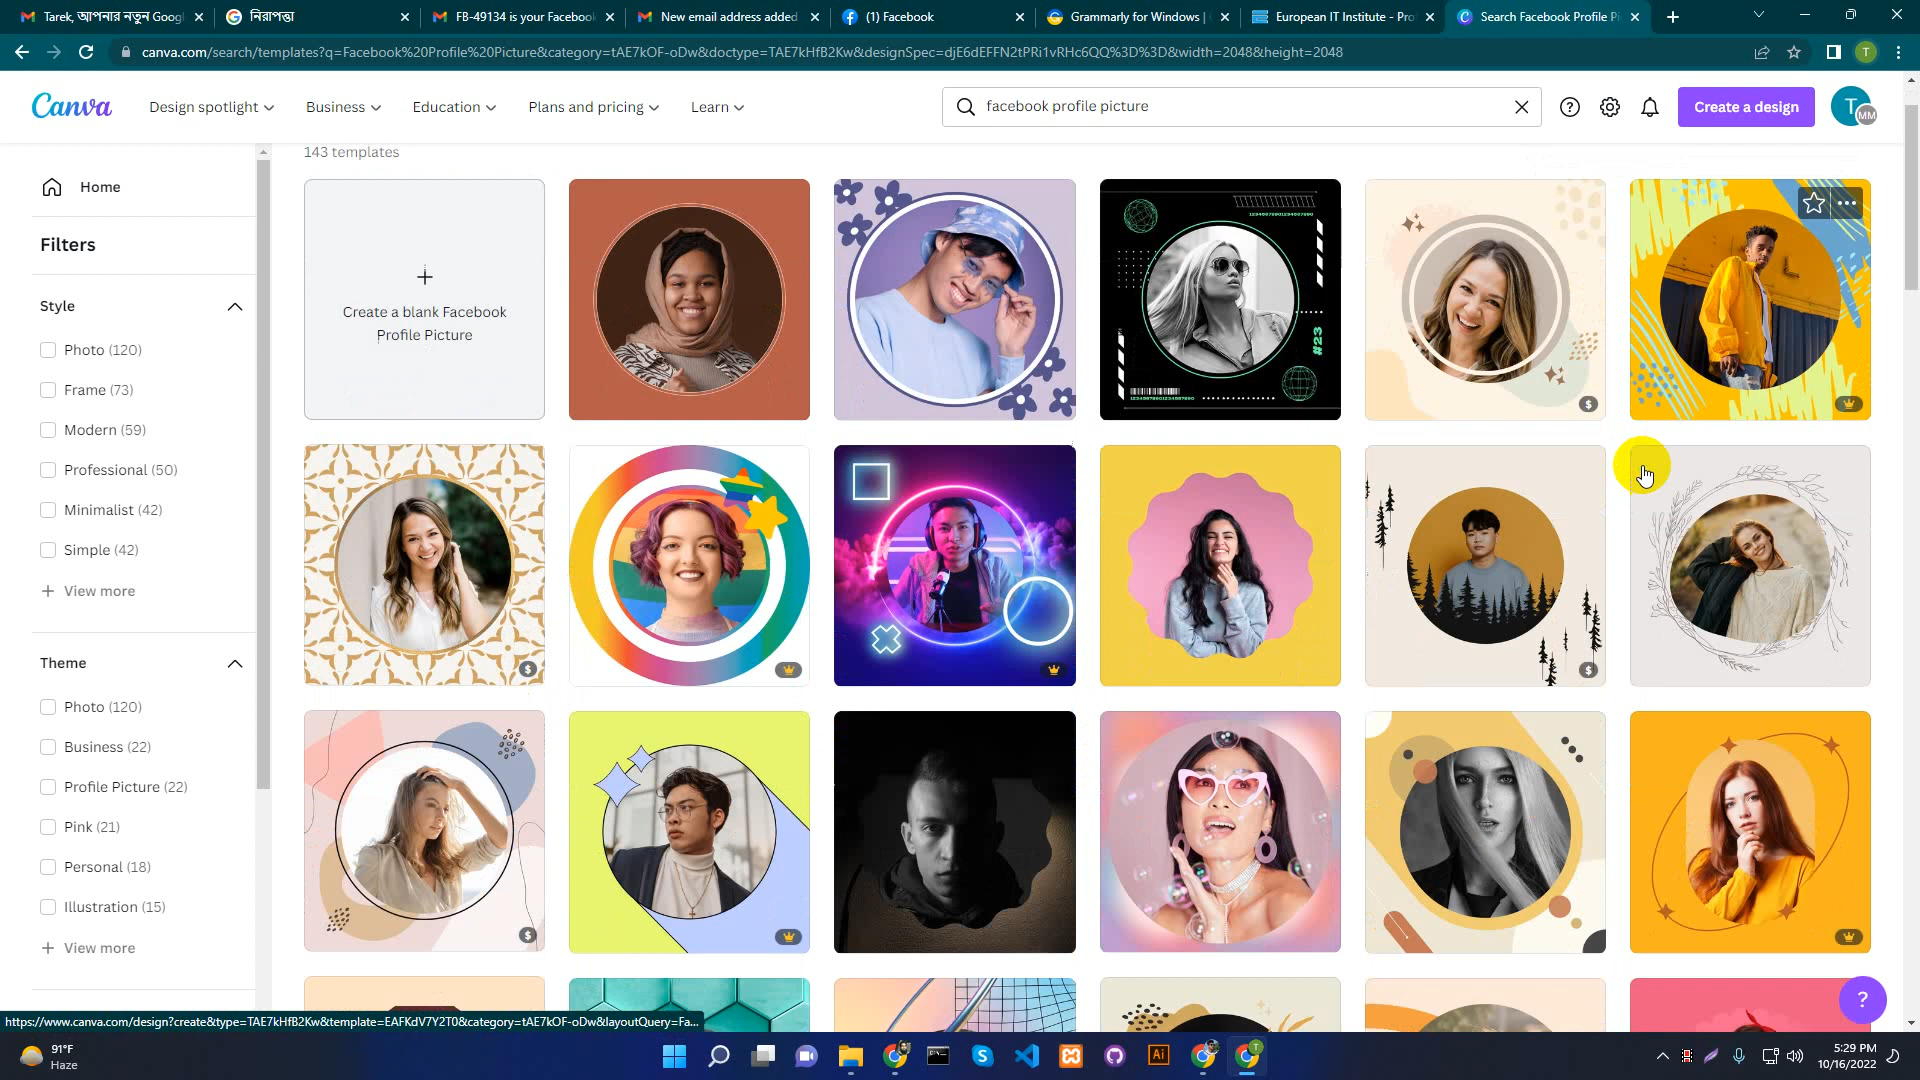 Tarek, আপনার নতুন Googl
নিরাপত্তা
FB-49134 is your Facebook
New email address added
(1) Facebook
Grammarly for Windows |
European IT Institute - Pro
Search Facebook Profile Pi
canva.com/search/templates?q=Facebook%20Profile%20Picture&category=tAE7kOF-oDw&doctype=TAE7kHfB2Kw&designSpec=djE6dEFFN2tPRi1vRHc6QQ%3D%3D&width=2048&height=2048
T
Canva
Design spotlight
Business
Education
Plans and pricing
Learn
facebook profile picture
Create a design
T
MM
143 templates
Home
Filters
Style
Photo (120)
Frame (73)
Modern (59)
Professional (50)
Minimalist (42)
Simple (42)
View more
Theme
Photo (120)
Business (22)
Profile Picture (22)
Pink (21)
Personal (18)
Illustration (15)
View more
Create a blank Facebook
Profile Picture
#23
?
https://www.canva.com/design?create&type=TAE7kHfB2Kw&template=EAFKdV7Y2T0&category=tAE7kOF-oDw&layoutQuery=Fa...
91°F
Haze
Ai
5:29 PM
10/16/2022